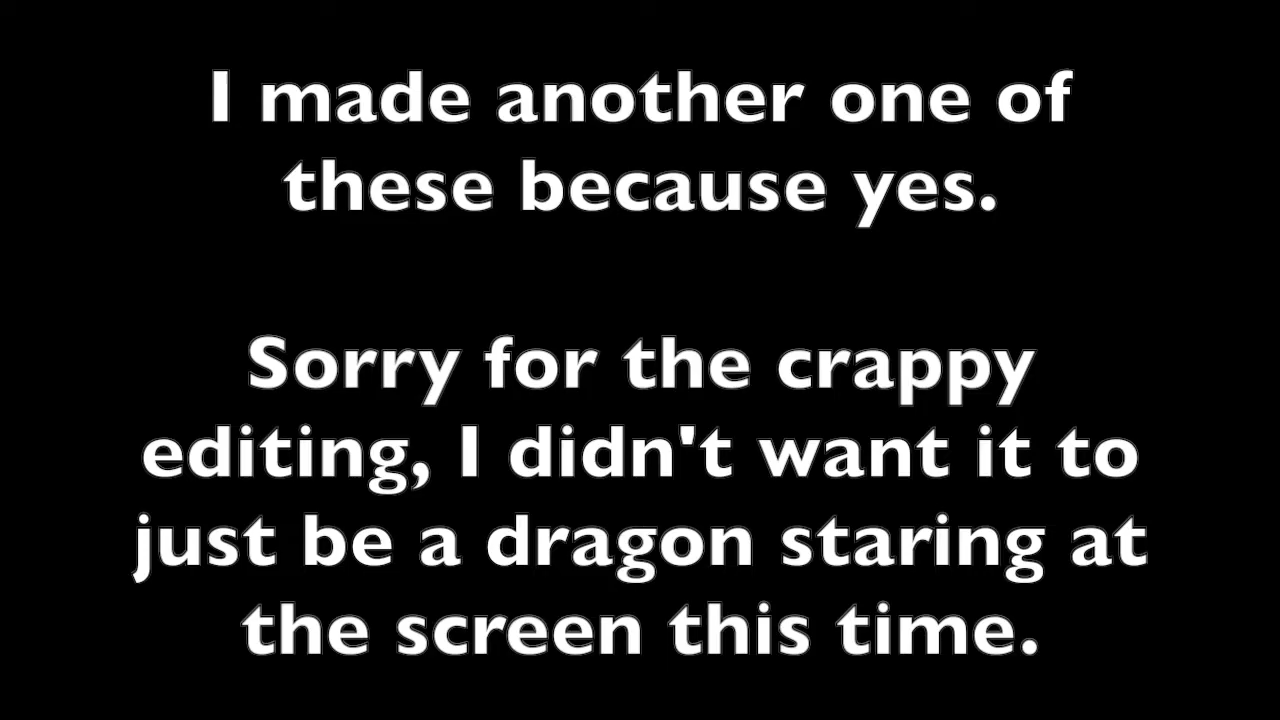 I made another one of
these because yes.
Sorry for the crappy
editing, I didn't want it to
just be a dragon staring at
the screen this time.